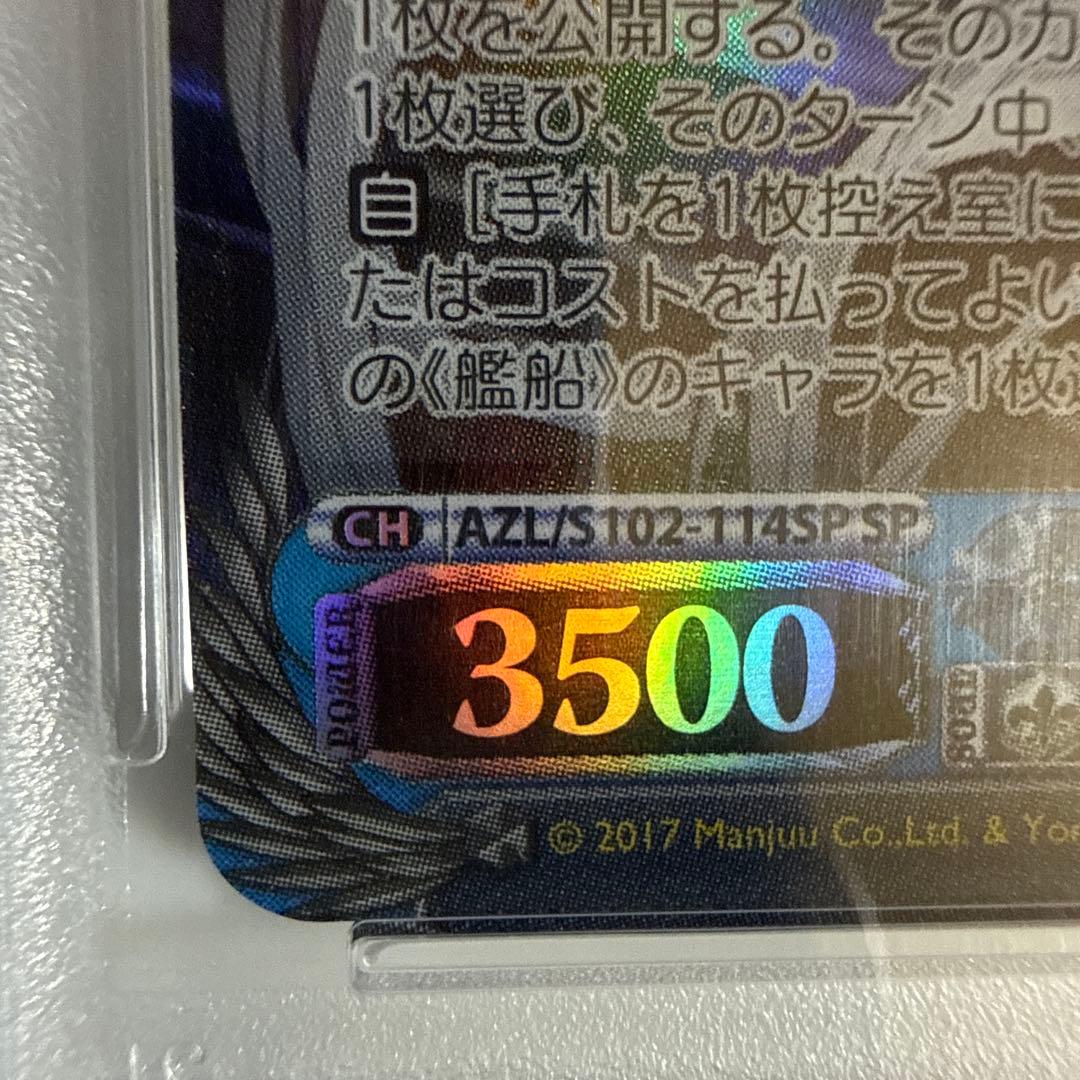 1枚を公開する。そのカ
1枚選び、そのターン中
自 [手札を1枚控え室に
たはコストを払ってよい
の《艦船》のキャラを1枚選
CH AZL/S102-114SP SP
POWER
3500
SOUL
© 2017 Manjuu Co.,Ltd. & Yo